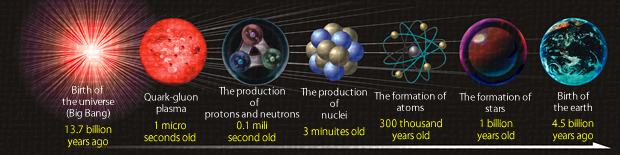 Birth of
the universe
(Big Bang)
13.7 billion
years ago
Quark-gluon
plasma
1 micro
seconds old
The production
of
protons and neutrons
0.1 mili
second old
The production
of
nuclei
3 minuites old
The formation of
atoms
300 thousand
years old
The formation of
stars
1 billion
years old
Birth of
the earth
4.5 billion
years ago